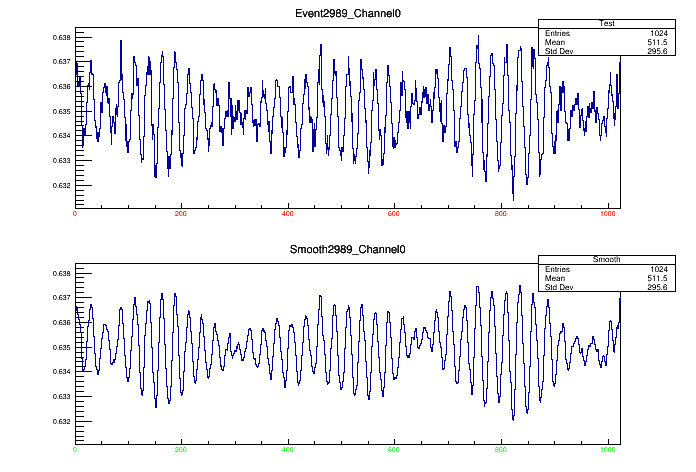 Event2989_Channel0
Test
Entries 1024
Mean 511.5
Std Dev 295.6
0.638
0.637
0.636
0.635
0.634
0.633
0.632
0 200 400 600 800 1000
Smooth2989_Channel0
Smooth
Entries 1024
Mean 511.5
Std Dev 295.6
0.638
0.637
0.636
0.635
0.634
0.633
0.632
0 200 400 600 800 1000